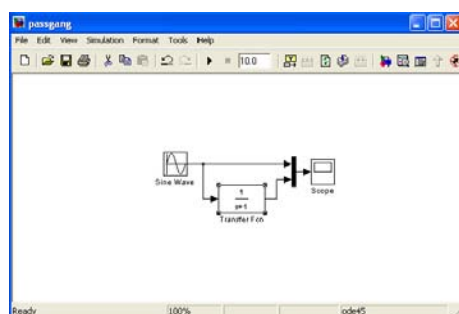 passgang
File Edit View Simulation Format Tools Help
10.0
Sine Wave
1
s+1
Transfer Fcn
Scope
Ready 100% ode45